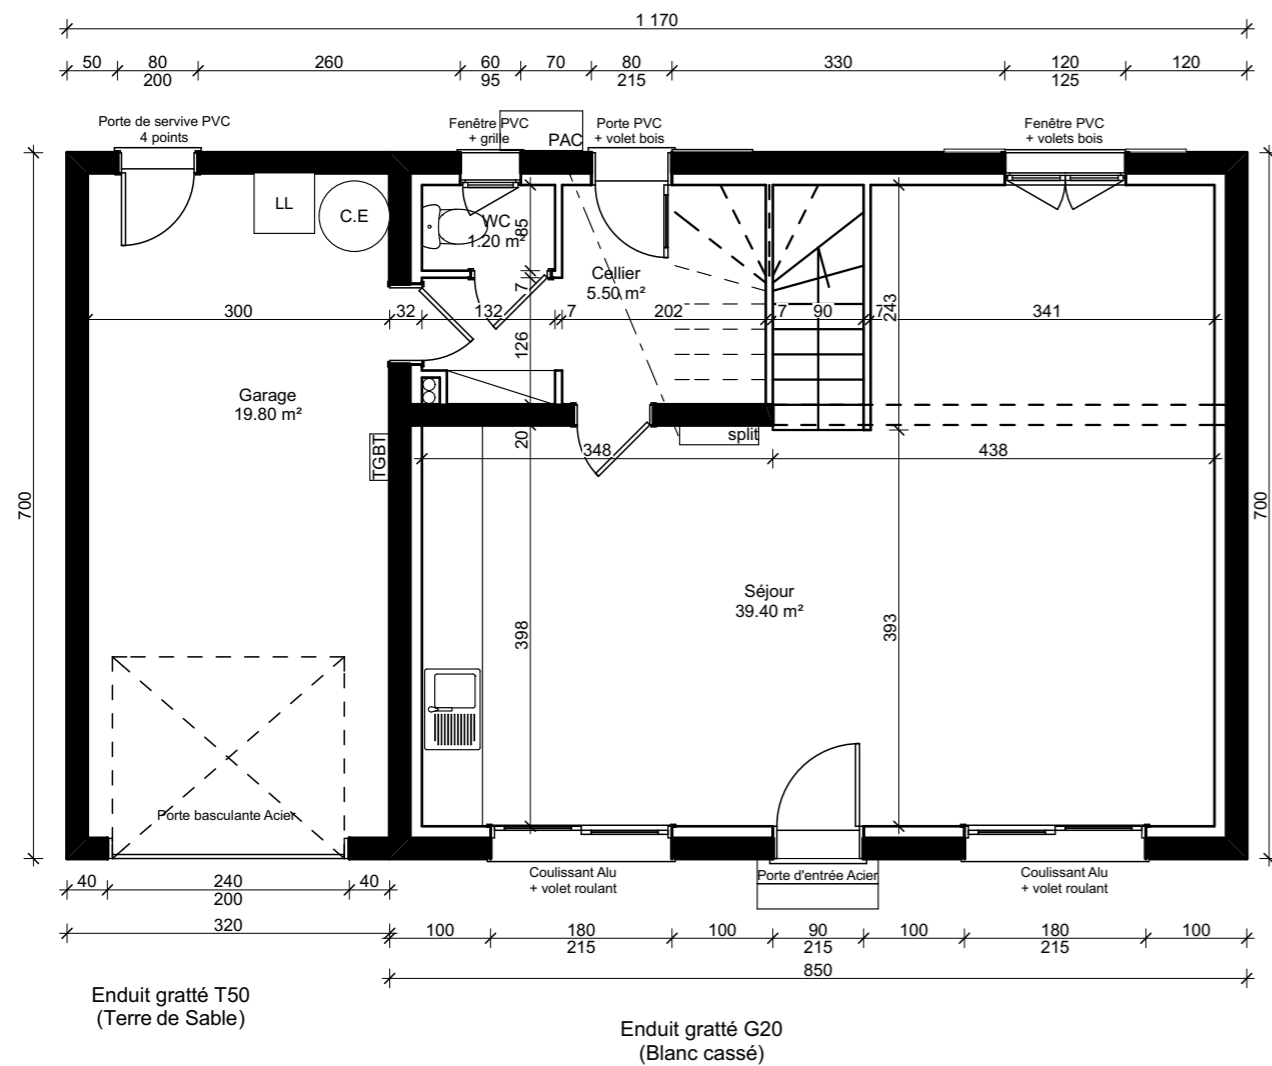 1 170
50 80 260 60 70 80 330 120 120
200 95 215 125
Porte de servive PVC
4 points
Fenêtre PVC
+ grille
PAC
Porte PVC
+ volet bois
Fenêtre PVC
+ volets bois
LL
C.E
WC
1.20 m²
85
Cellier
5.50 m²
7
243
300 32 132 7 202 7 90 7 341
126
Garage
19.80 m²
TGBT
20
split
348 438
700
700
Séjour
39.40 m²
398
393
Porte basculante Acier
Coulissant Alu
+ volet roulant
Porte d'entrée Acier
Coulissant Alu
+ volet roulant
40 240 40
200
320
100 180 100 90 100 180 100
215 215 215
850
Enduit gratté T50
(Terre de Sable)
Enduit gratté G20
(Blanc cassé)